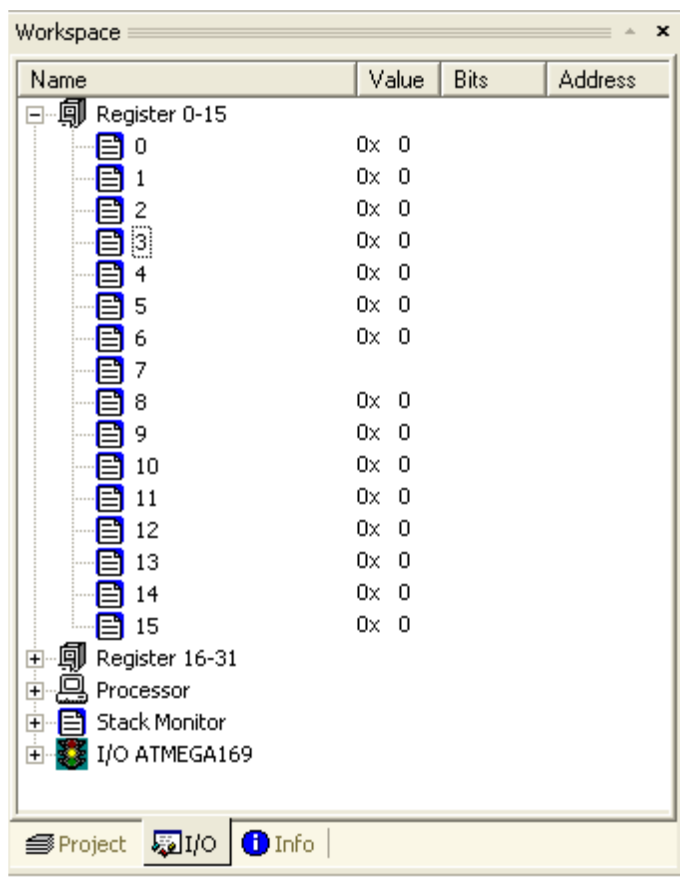 Workspace
Name Value Bits Address
Register 0-15
0 0x 0
1 0x 0
2 0x 0
3 0x 0
4 0x 0
5 0x 0
6 0x 0
7
8 0x 0
9 0x 0
10 0x 0
11 0x 0
12 0x 0
13 0x 0
14 0x 0
15 0x 0
Register 16-31
Processor
Stack Monitor
I/O ATMEGA169
Project I/O Info